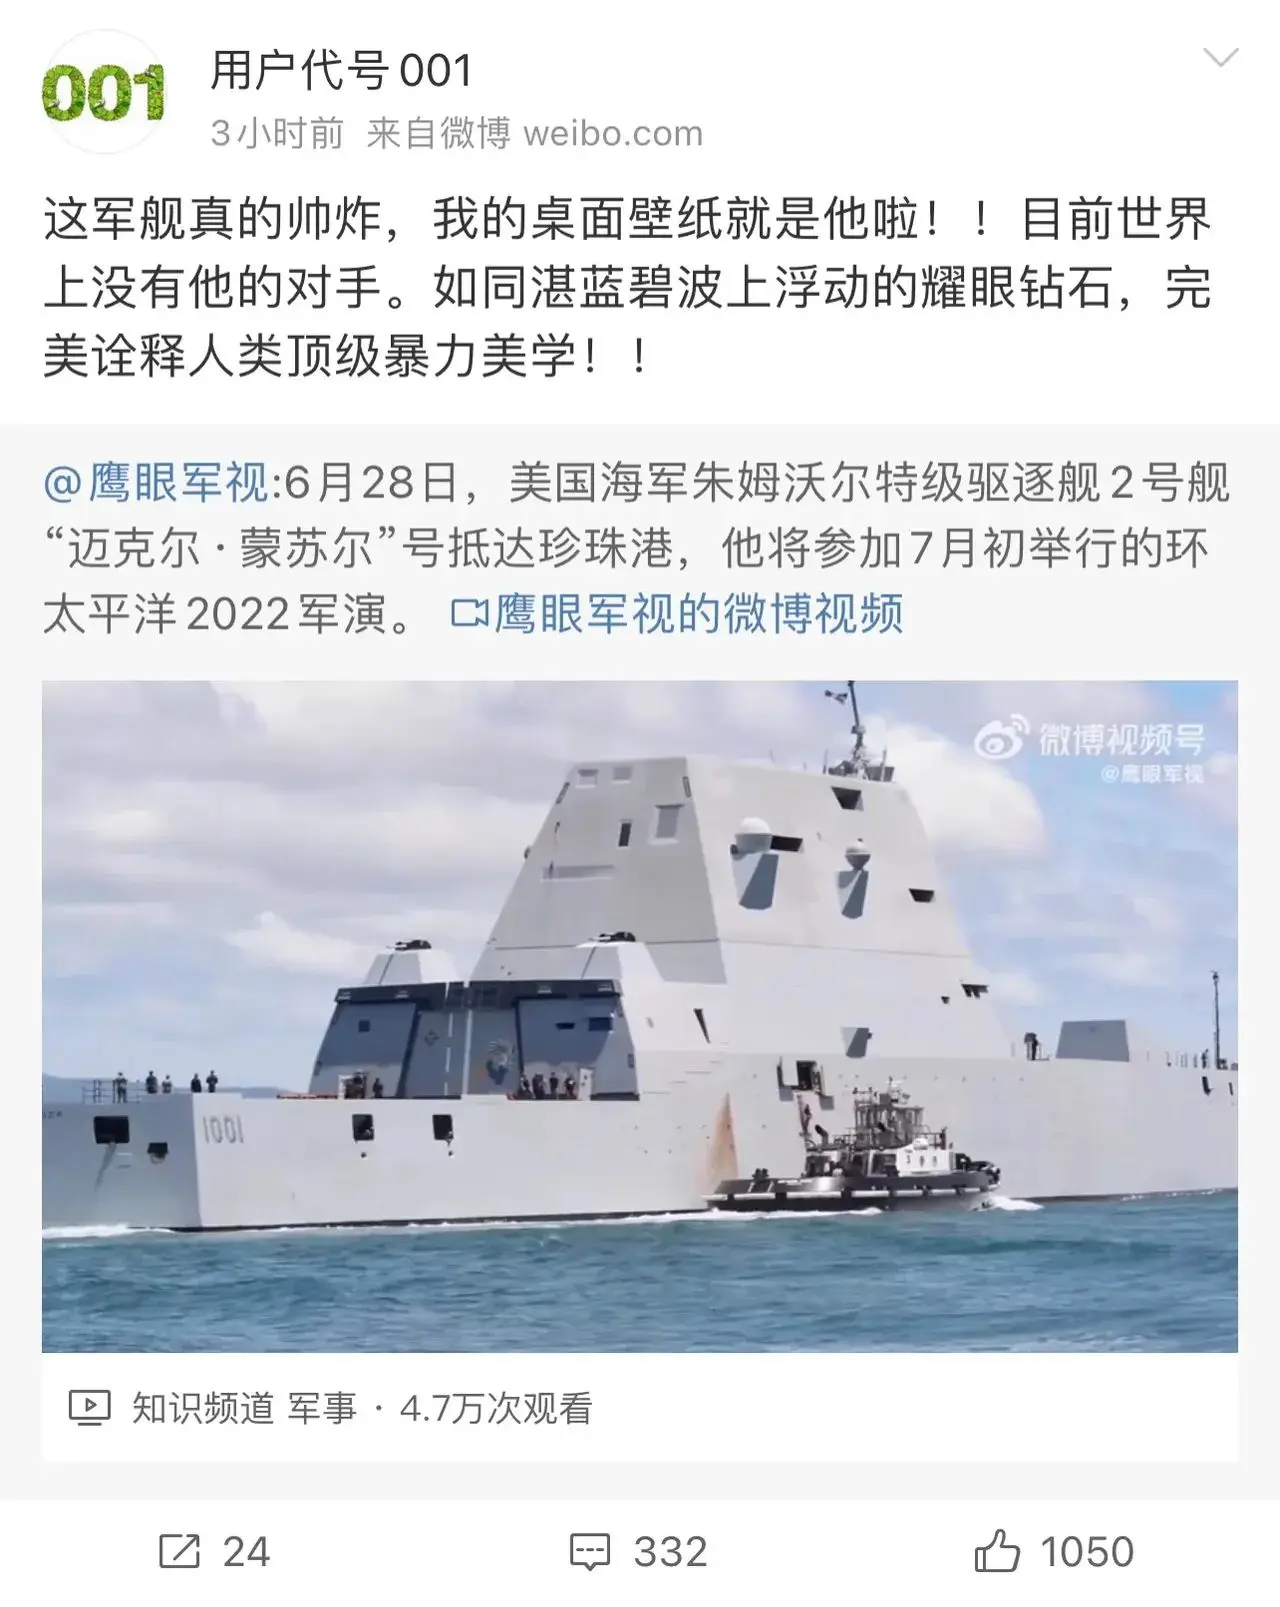 001
用户代号001
3小时前 来自微博 weibo.com
这军舰真的帅炸，我的桌面壁纸就是他啦！！目前世界
上没有他的对手。如同湛蓝碧波上浮动的耀眼钻石，完
美诠释人类顶级暴力美学！！
@鹰眼军视:6月28日，美国海军朱姆沃尔特级驱逐舰2号舰
“迈克尔·蒙苏尔”号抵达珍珠港，他将参加7月初举行的环
太平洋2022军演。 鹰眼军视的微博视频
微博视频号
@鹰眼军视
1001
知识频道 军事 · 4.7万次观看
24 332 1050